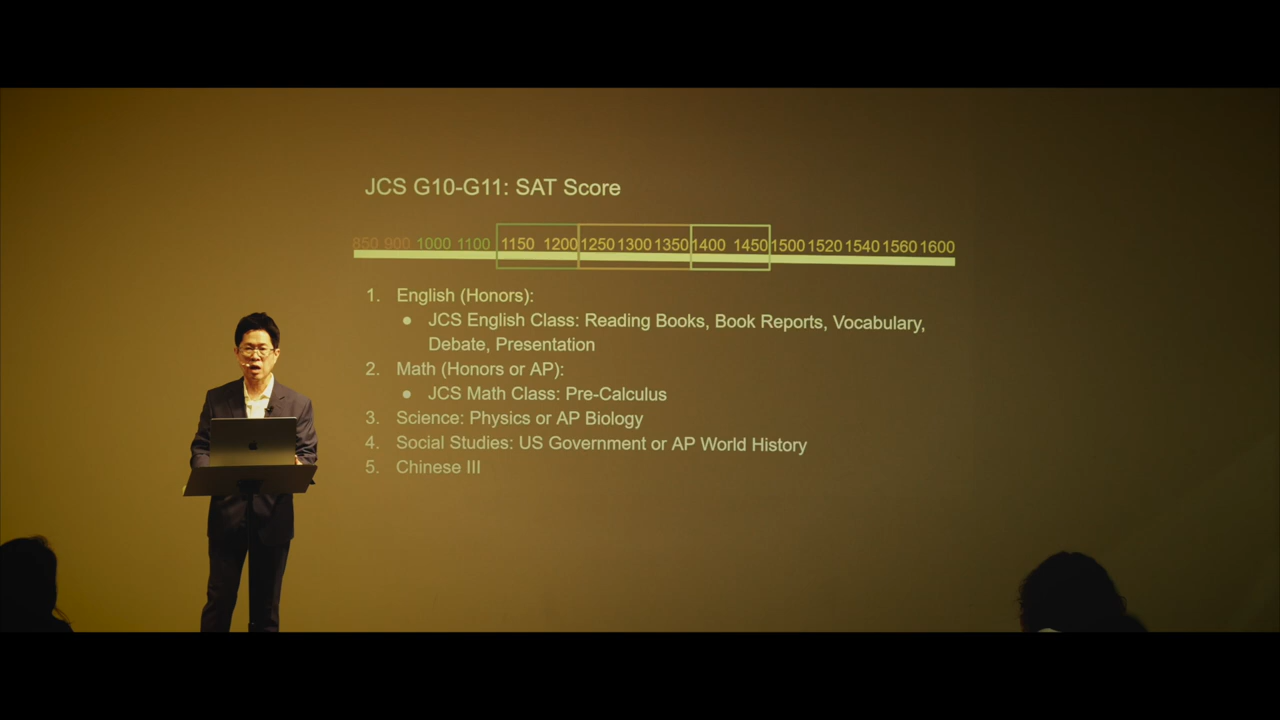 JCS G10-G11: SAT Score
850 900 1000 1100 1150 1200 1250 1300 1350 1400 1450 1500 1520 1540 1560 1600
1. English (Honors):
● JCS English Class: Reading Books, Book Reports, Vocabulary,
Debate, Presentation
2. Math (Honors or AP):
● JCS Math Class: Pre-Calculus
3. Science: Physics or AP Biology
4. Social Studies: US Government or AP World History
5. Chinese III